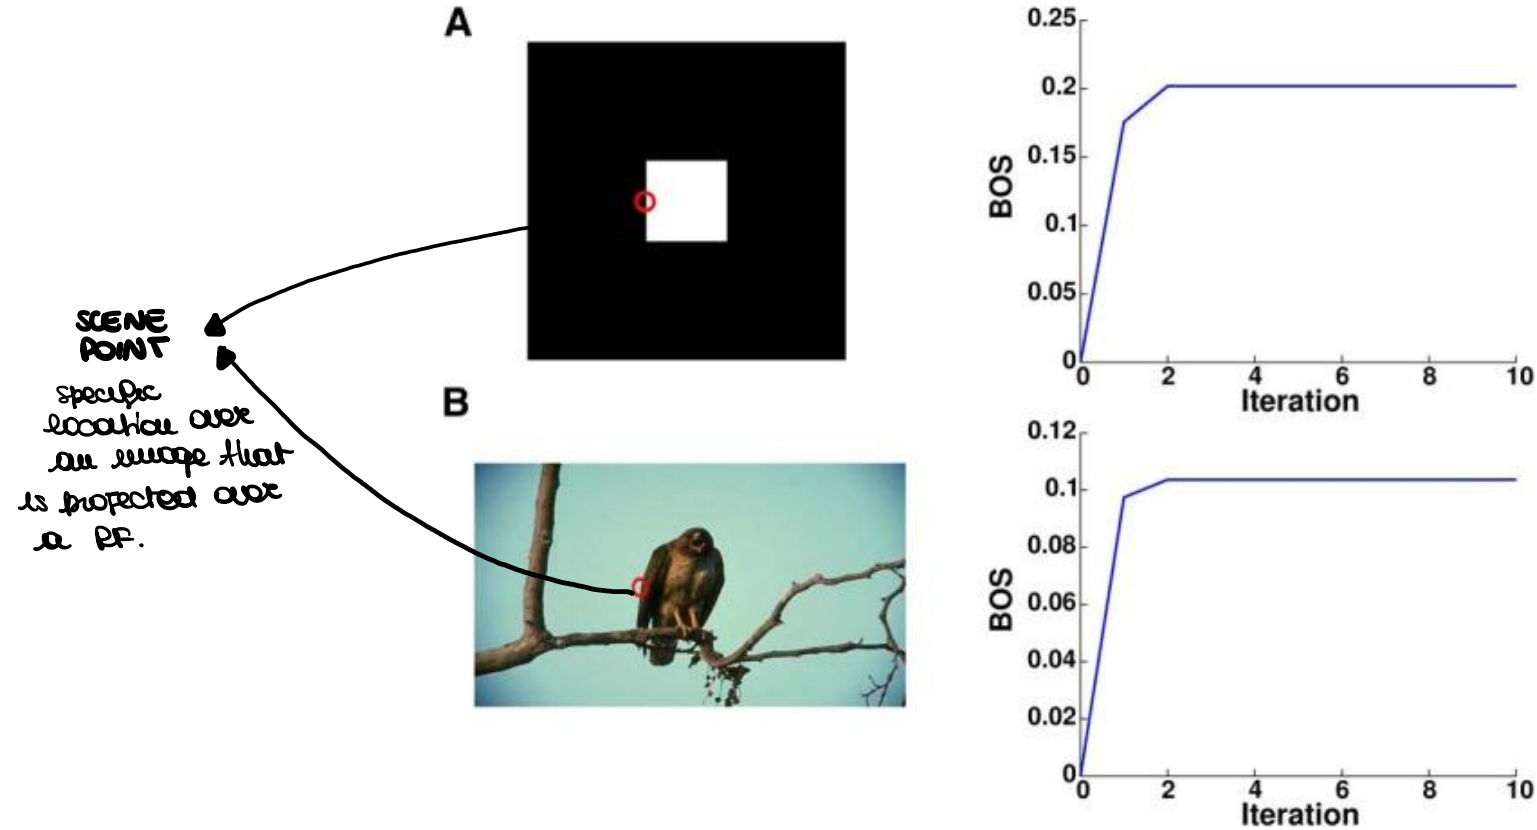 A
SCENE
POINT
specific
location over
an image that
is projected over
a RF.
B
0.25
0.2
0.15
0.1
0.05
0
BOS
0
2
4
6
8
10
Iteration
0.12
0.1
0.08
0.06
0.04
0.02
0
BOS
0
2
4
6
8
10
Iteration